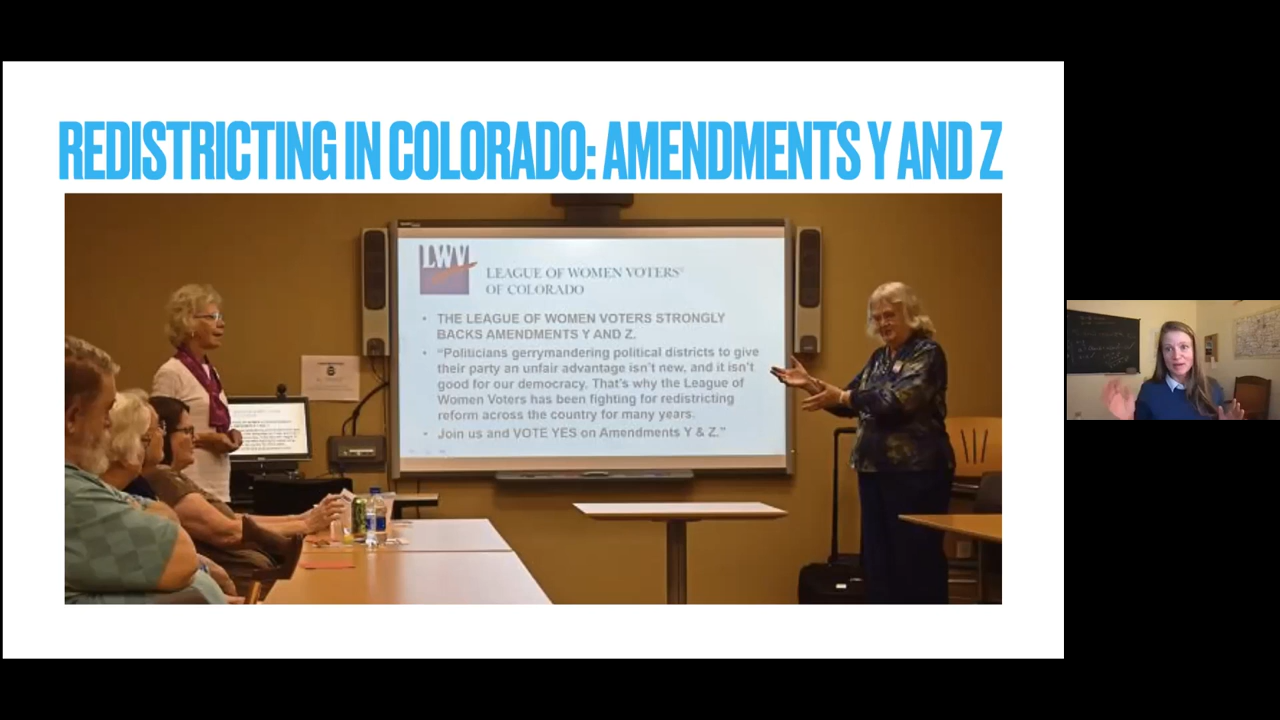 REDISTRICTING IN COLORADO: AMENDMENTS Y AND Z
LWV
LEAGUE OF WOMEN VOTERS®
OF COLORADO
• THE LEAGUE OF WOMEN VOTERS STRONGLY
BACKS AMENDMENTS Y AND Z.
• “Politicians gerrymandering political districts to give
their party an unfair advantage isn’t new, and it isn’t
good for our democracy. That’s why the League of
Women Voters has been fighting for redistricting
reform across the country for many years.
• Join us and VOTE YES on Amendments Y & Z.”